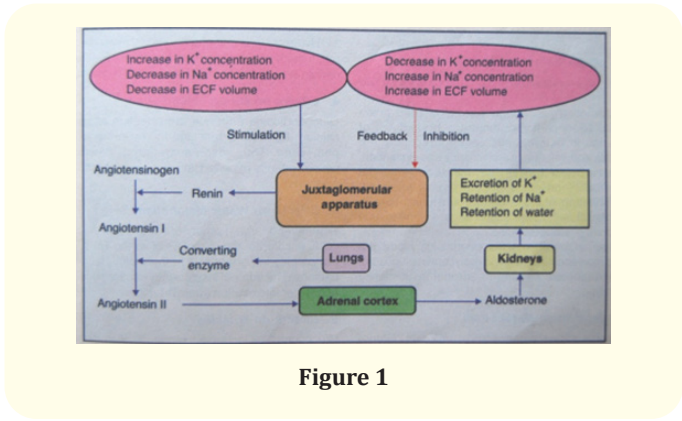 Increase in K⁺ concentration
Decrease in Na⁺ concentration
Decrease in ECF volume
Decrease in K⁺ concentration
Increase in Na⁺ concentration
Increase in ECF volume
Stimulation
Feedback Inhibition
Angiotensinogen
Renin
Juxtaglomerular
apparatus
Excretion of K⁺
Retention of Na⁺
Retention of water
Angiotensin I
Converting
enzyme
Lungs
Kidneys
Angiotensin II
Adrenal cortex
Aldosterone
Figure 1